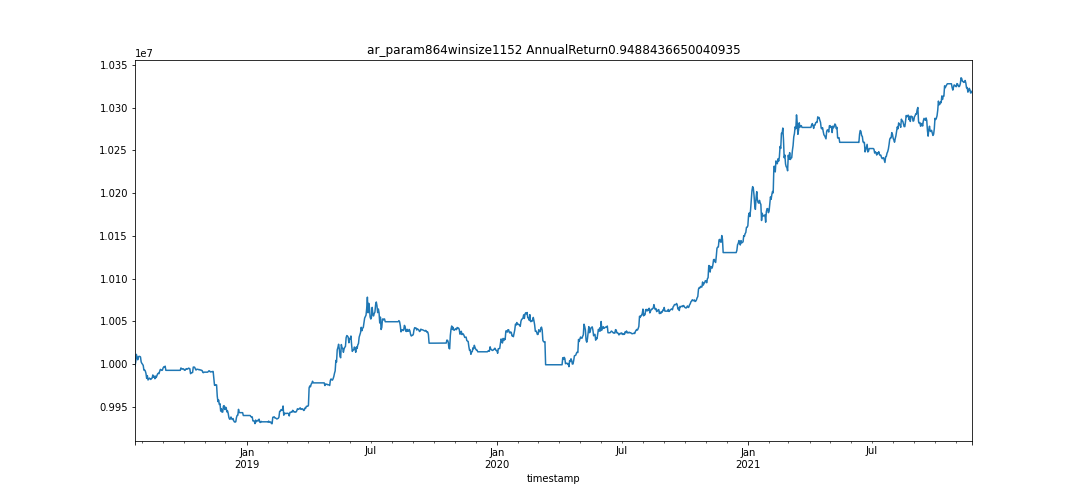 ar_param864winsize1152 AnnualReturn0.9488436650040935
1e7
1.035
1.030
1.025
1.020
1.015
1.010
1.005
1.000
0.995
Jan
2019
Jul
Jan
2020
Jul
Jan
2021
Jul
timestamp